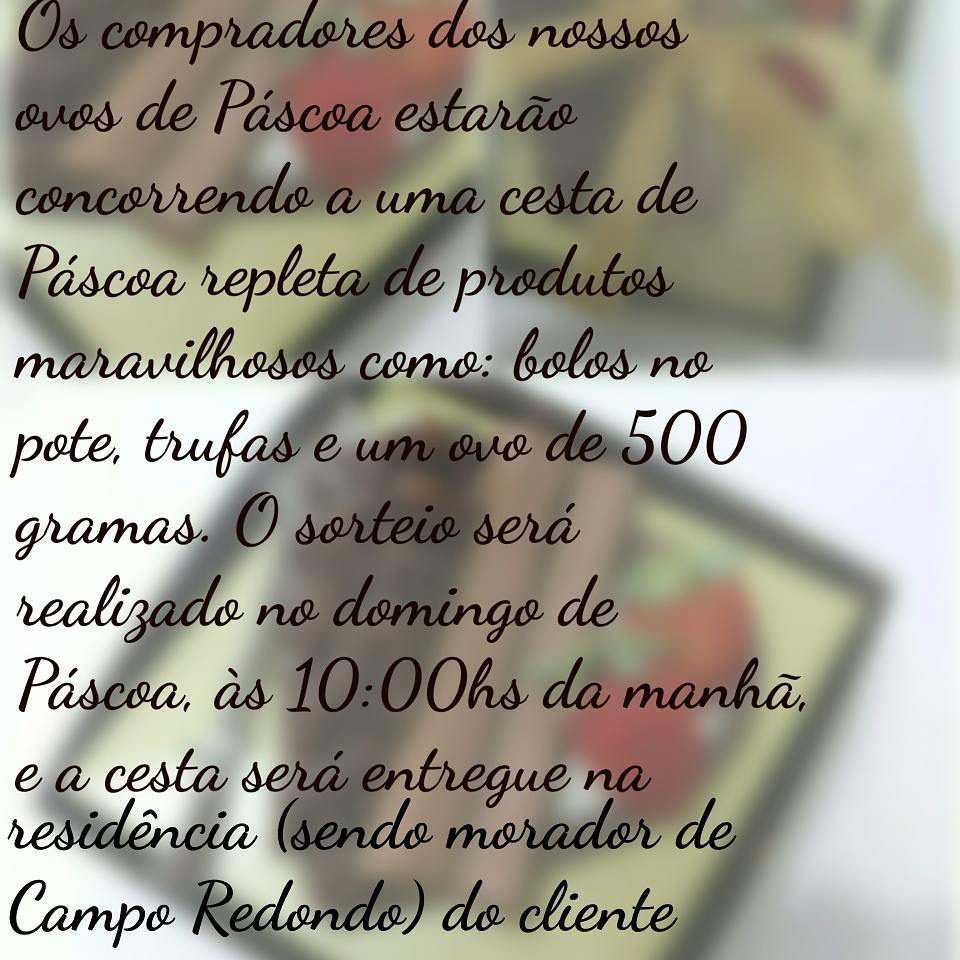 Os compradores dos nossos
ovos de Páscoa estarão
concorrendo a uma cesta de
Páscoa repleta de produtos
maravilhosos como: bolos no
pote, trufas e um ovo de 500
gramas. O sorteio será
realizado no domingo de
Páscoa, às 10:00hs da manhã,
e a cesta será entregue na
residência (sendo morador de
Campo Redondo) do cliente